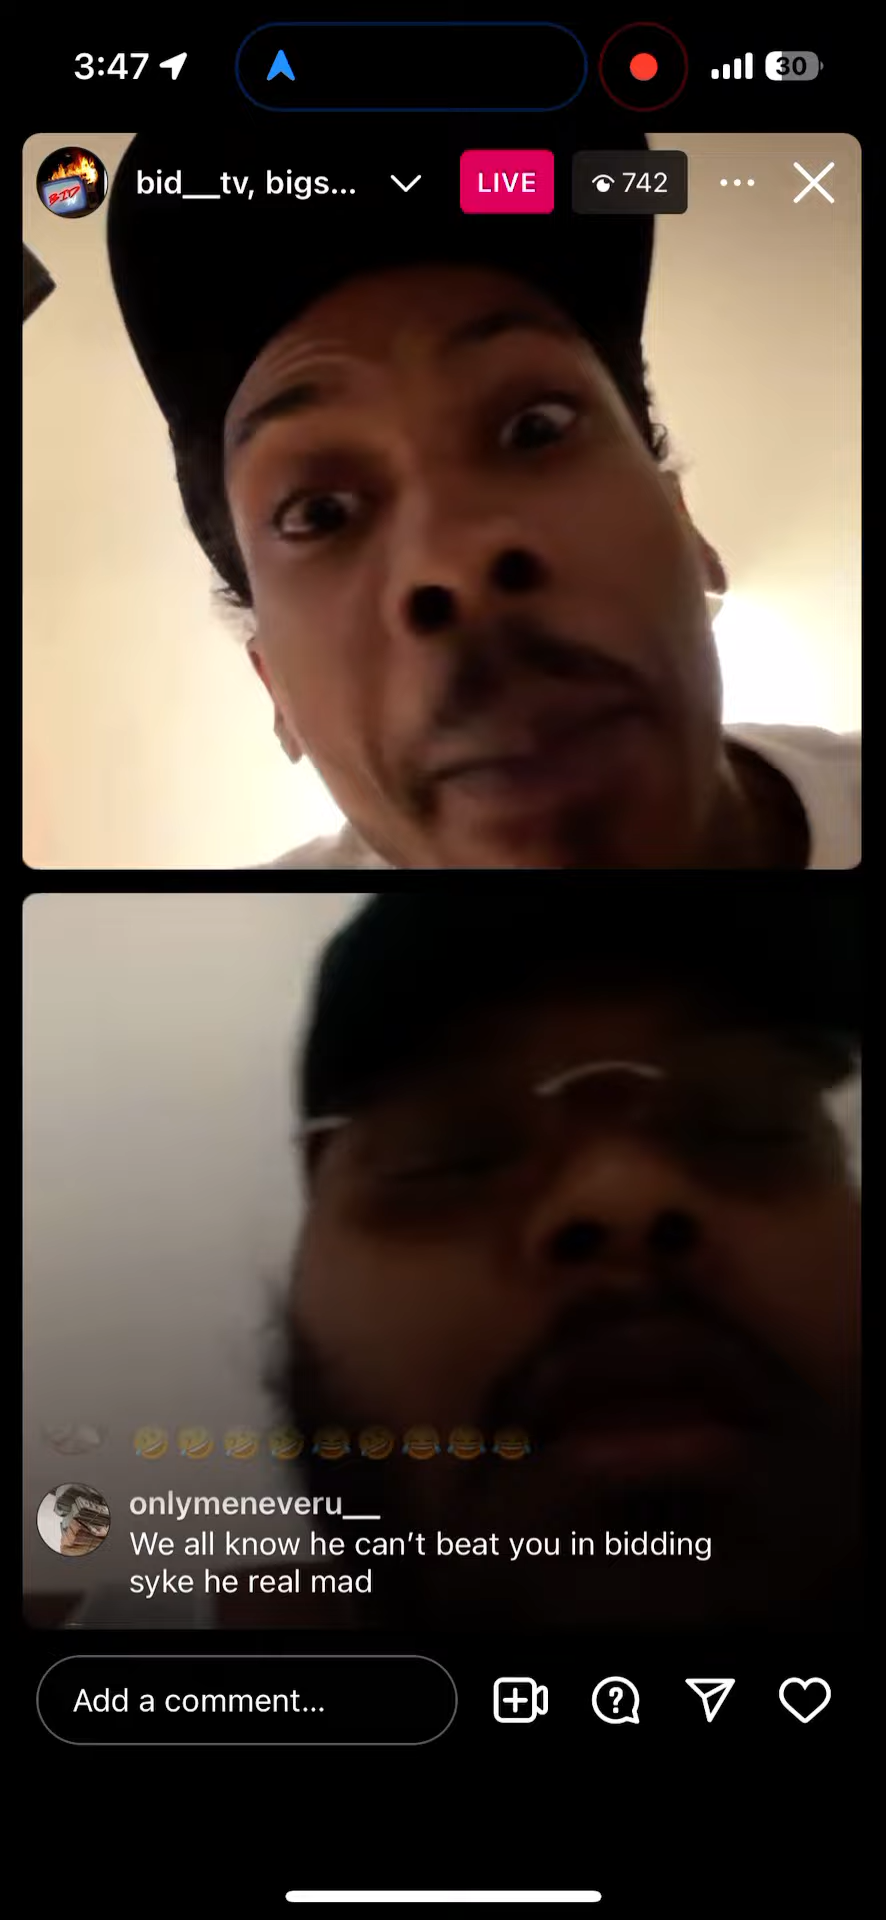 3:47
30
BID
bid__tv, bigs...
LIVE
742
🤣🤣🤣🤣😂🤣😂😂😂
onlymeneveru__
We all know he can’t beat you in bidding
syke he real mad
Add a comment...